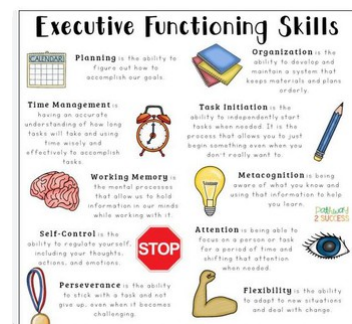 Executive Functioning Skills
CALENDAR
Planning is the ability to
figure out how to
accomplish our goals.
Organization is the
ability to develop and
maintain a system that
keeps materials and plans
orderly.
Time Management is
having an accurate
understanding of how long
tasks will take and using
time wisely and
effectively to accomplish
tasks.
Task Initiation is the
ability to independently start
tasks when needed. It is the
process that allows you to just
begin something even when you
don't really want to.
Working Memory is
the mental processes
that allow us to hold
information in our minds
while working with it.
Metacognition is being
aware of what you know and
using that information to help
you learn.
Pathway
2 SUCCESS
Self-Control is the
ability to regulate yourself,
including your thoughts,
actions, and emotions.
STOP
Attention is being able to
focus on a person or task
for a period of time and
shifting that attention
when needed.
Perseverance is the ability
to stick with a task and not
give up, even when it becomes
challenging.
Flexibility is the ability
to adapt to new situations
and deal with change.